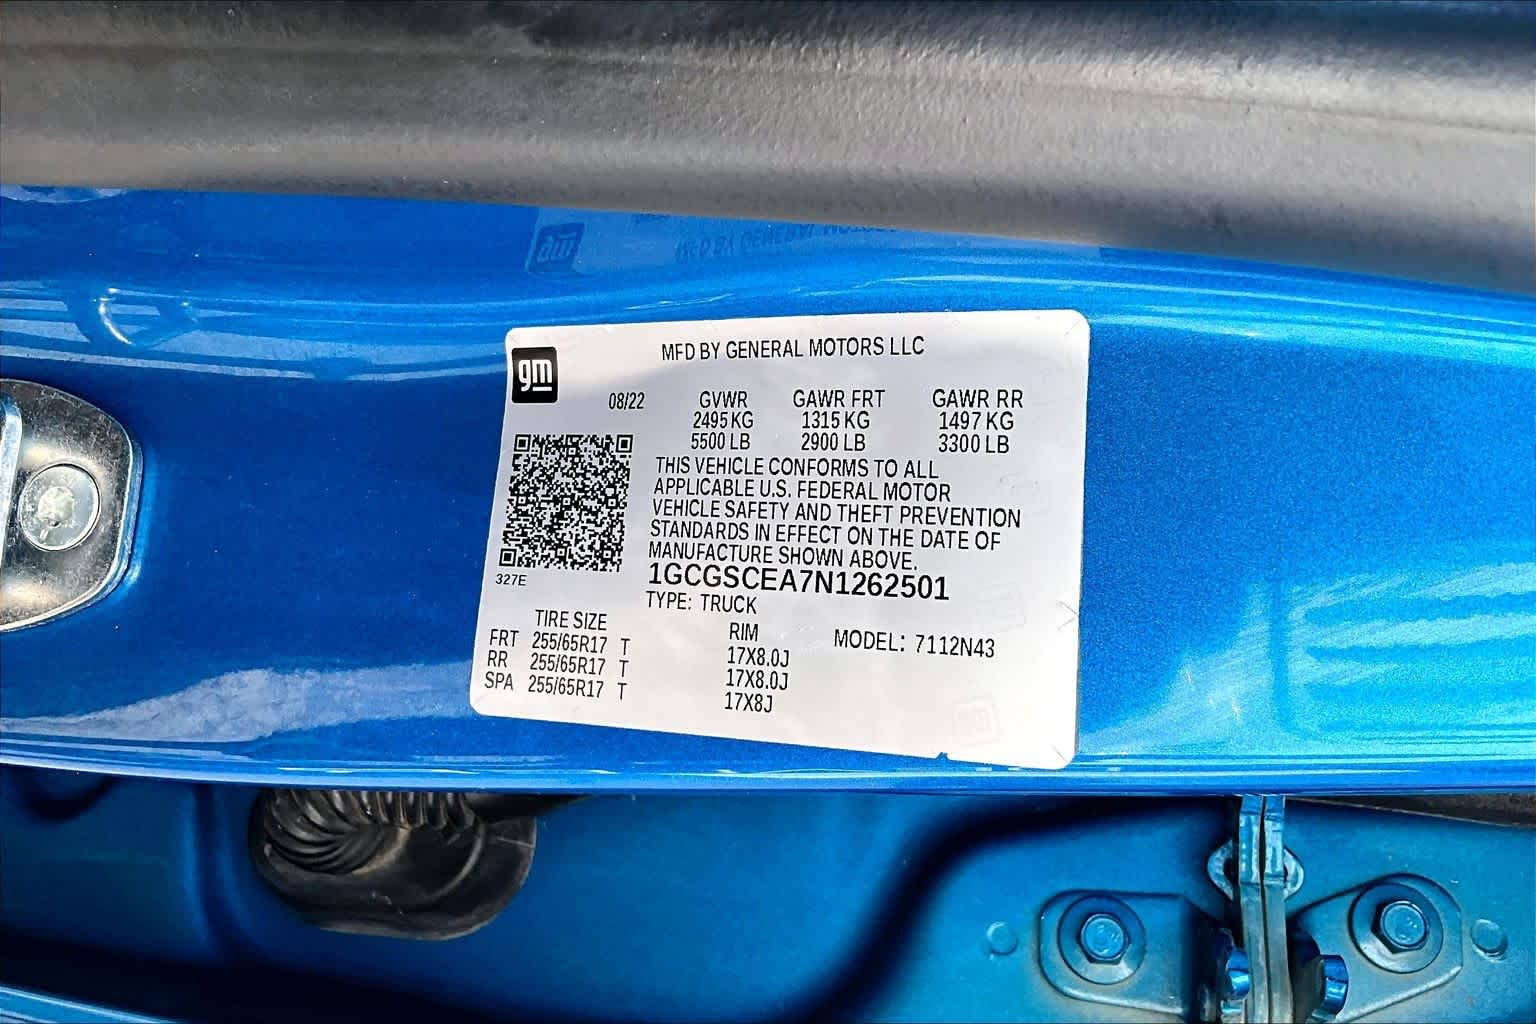 gm
MFD BY GENERAL MOTORS LLC
08/22 GVWR GAWR FRT GAWR RR
2495 KG 1315 KG 1497 KG
5500 LB 2900 LB 3300 LB
THIS VEHICLE CONFORMS TO ALL
APPLICABLE U.S. FEDERAL MOTOR
VEHICLE SAFETY AND THEFT PREVENTION
STANDARDS IN EFFECT ON THE DATE OF
MANUFACTURE SHOWN ABOVE.
327E
1GCGSCEA7N1262501
TYPE: TRUCK
TIRE SIZE RIM MODEL: 7112N43
FRT 255/65R17 T 17X8.0J
RR 255/65R17 T 17X8.0J
SPA 255/65R17 T 17X8J